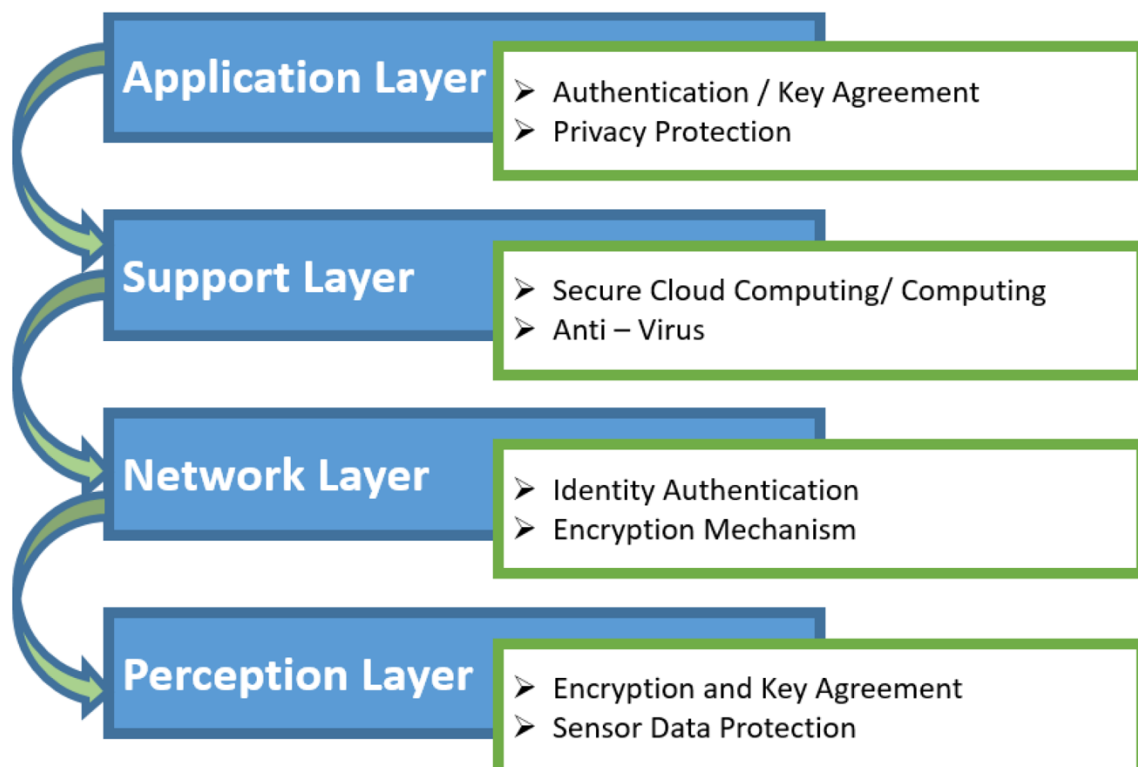 Application Layer
➢ Authentication / Key Agreement
➢ Privacy Protection
Support Layer
➢ Secure Cloud Computing/ Computing
➢ Anti – Virus
Network Layer
➢ Identity Authentication
➢ Encryption Mechanism
Perception Layer
➢ Encryption and Key Agreement
➢ Sensor Data Protection